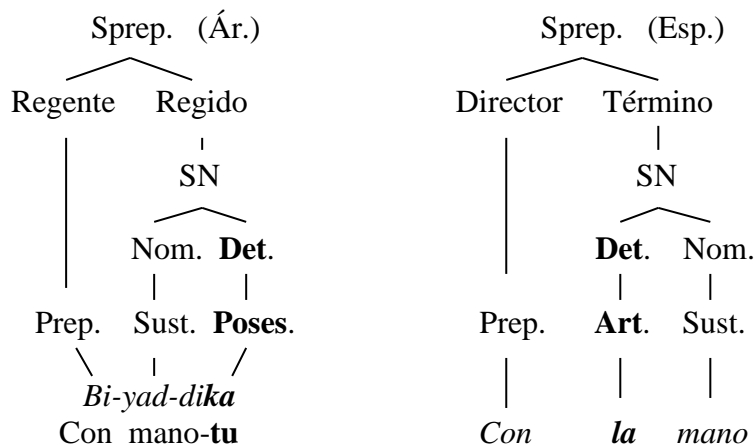 Sprep. (Ár.) Sprep. (Esp.)
Regente Regido Director Término
SN SN
Nom. Det. Det. Nom.
Prep. Sust. Poses. Prep. Art. Sust.
Bi-yad-dika
Con mano-tu Con la mano